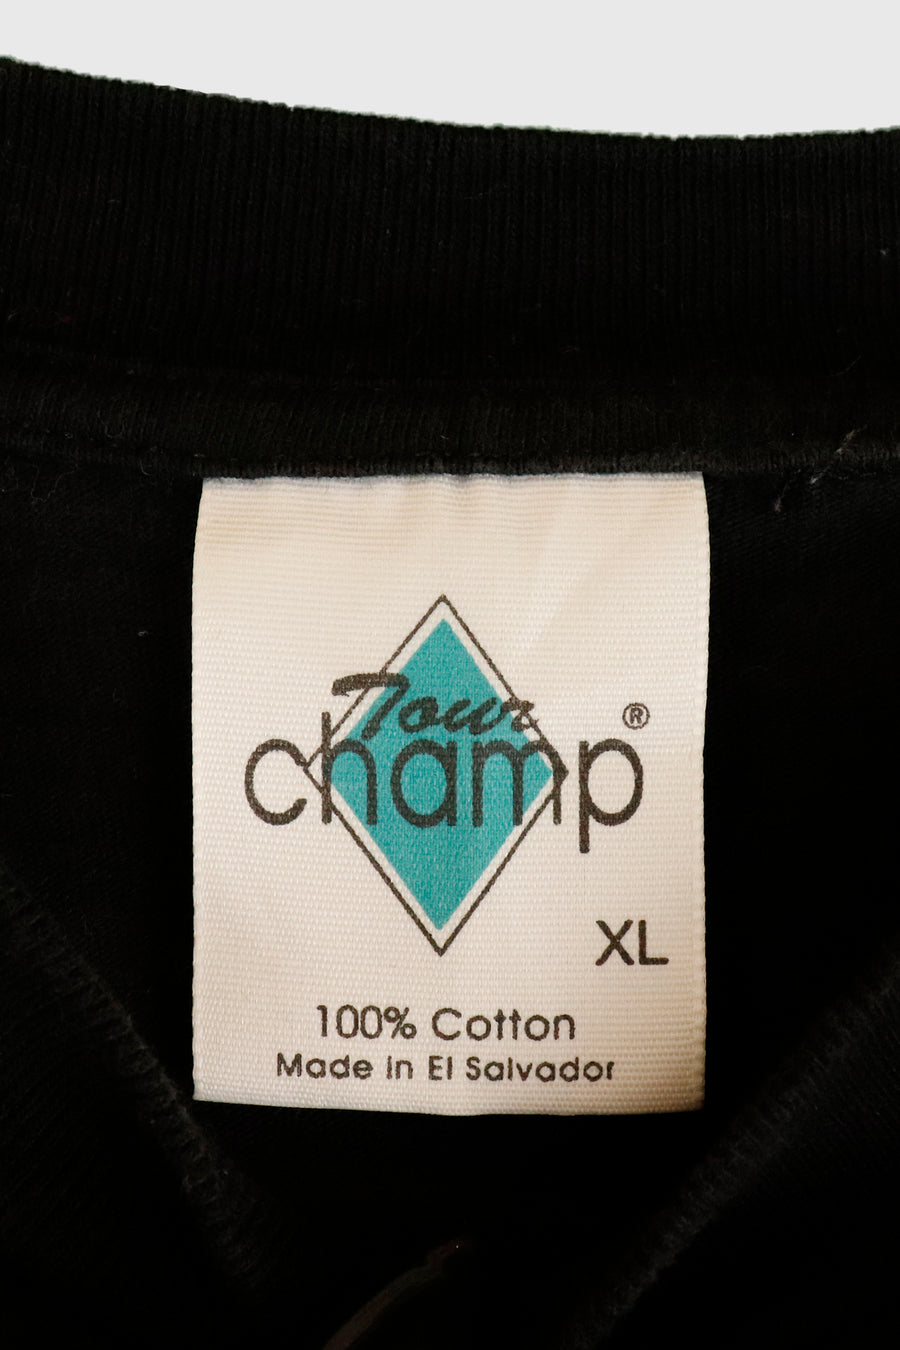 Tour
champ®
XL
100% Cotton
Made in El Salvador